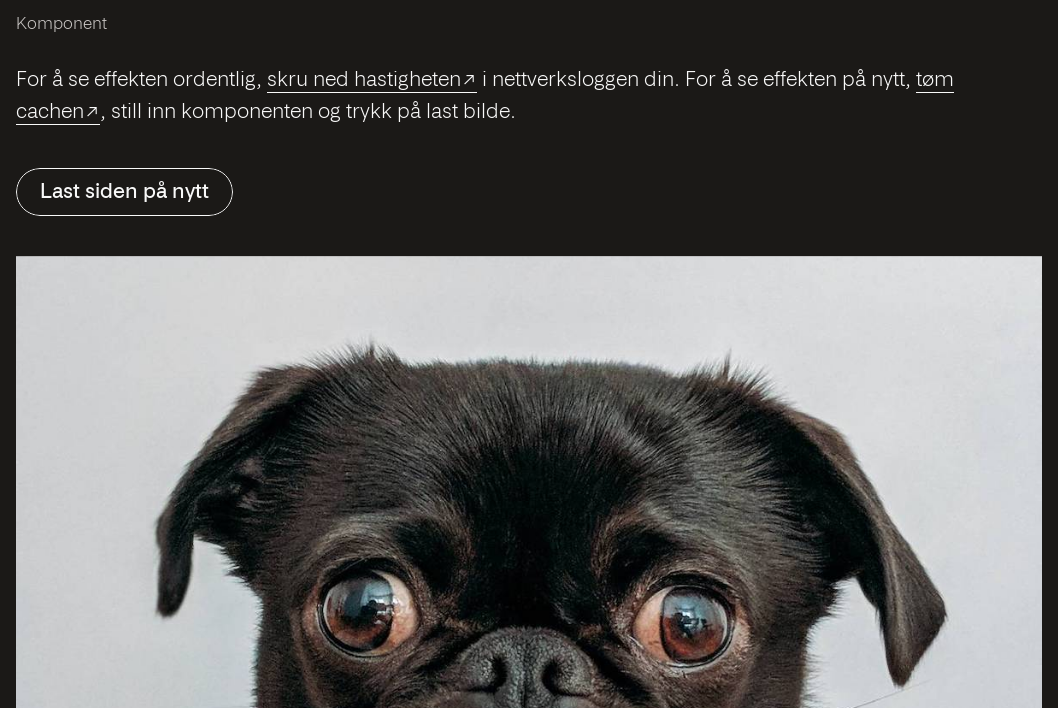 Komponent
For å se effekten ordentlig, skru ned hastigheten↗ i nettverksloggen din. For å se effekten på nytt, tøm
cachen↗, still inn komponenten og trykk på last bilde.
Last siden på nytt